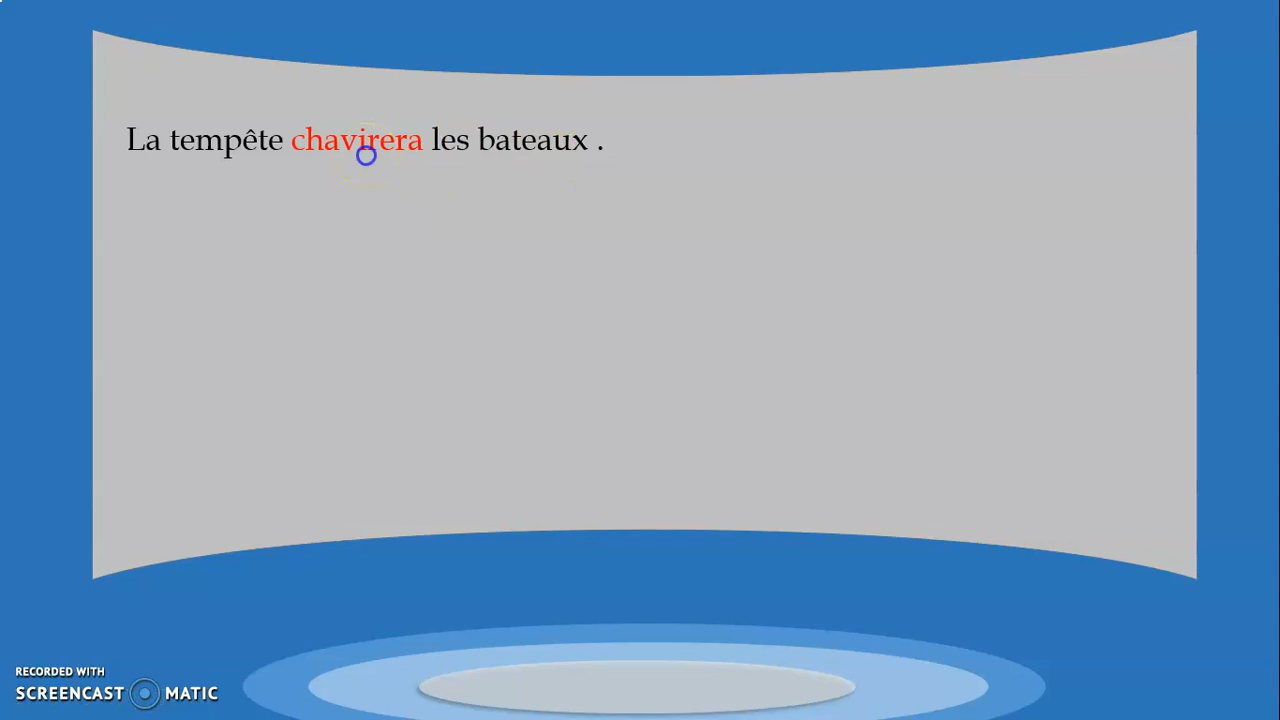 La tempête chavirera les bateaux .
RECORDED WITH
SCREENCAST MATIC